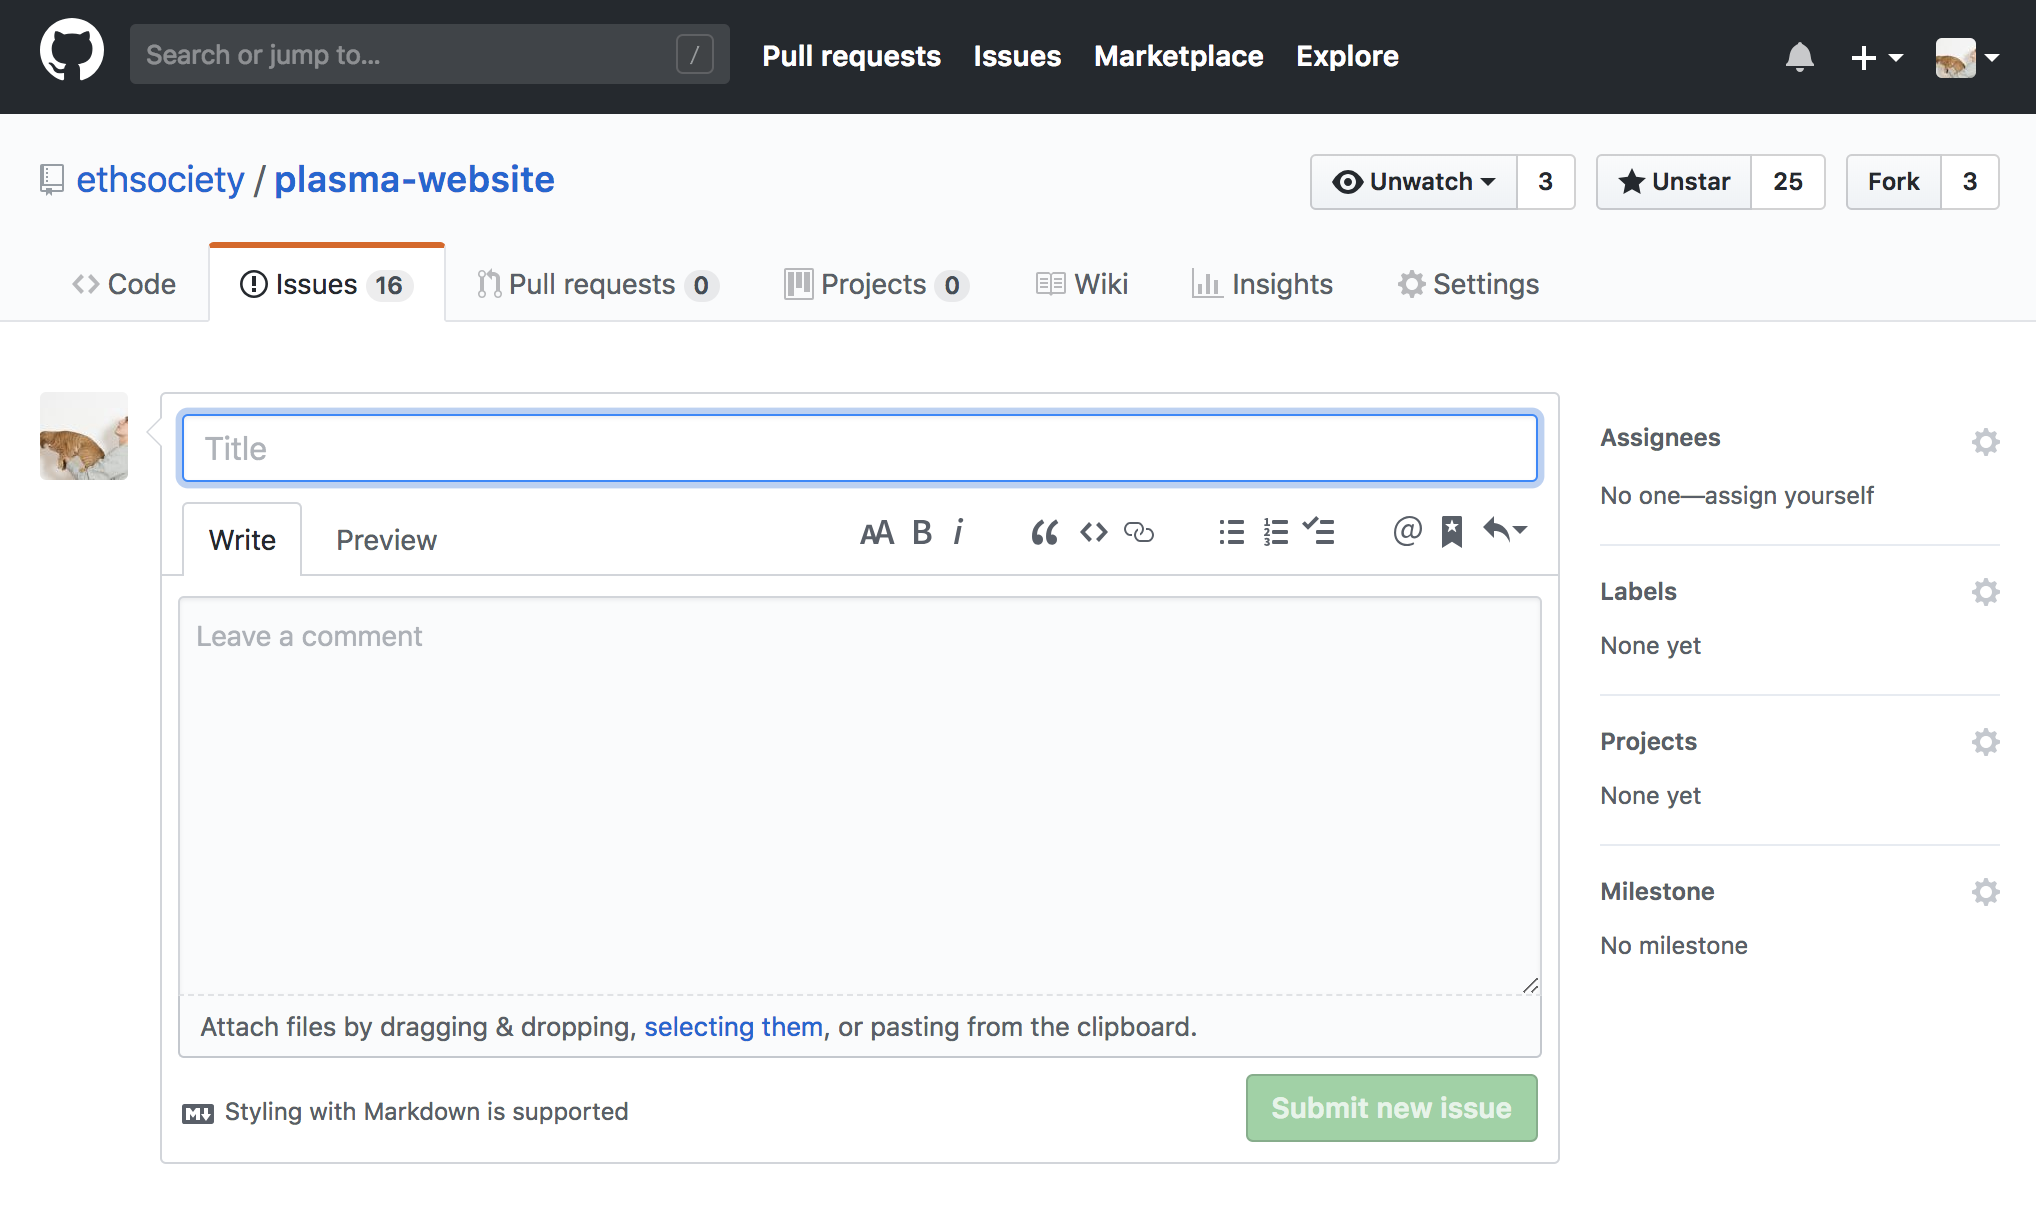 Search or jump to... / Pull requests Issues Marketplace Explore
ethsociety / plasma-website Unwatch 3 Unstar 25 Fork 3
Code Issues 16 Pull requests 0 Projects 0 Wiki Insights Settings
Title
Write Preview AA B i “ <> 1 2 3 @
Leave a comment
Attach files by dragging & dropping, selecting them, or pasting from the clipboard.
M Styling with Markdown is supported
Submit new issue
Assignees
No one—assign yourself
Labels
None yet
Projects
None yet
Milestone
No milestone